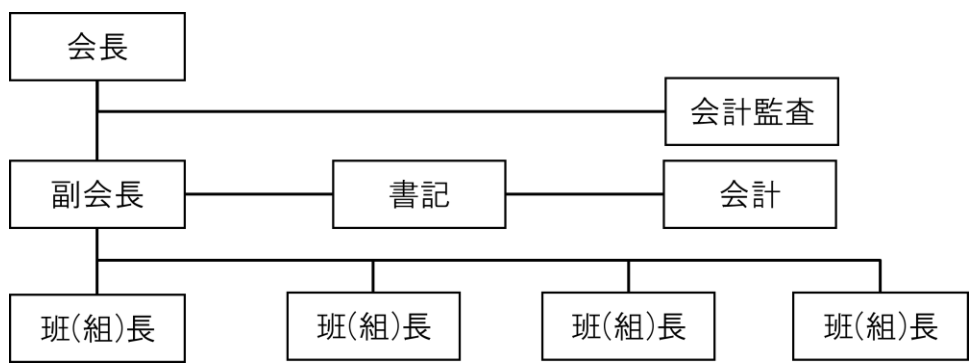 会長
会計監査
副会長
書記
会計
班(組)長
班(組)長
班(組)長
班(組)長